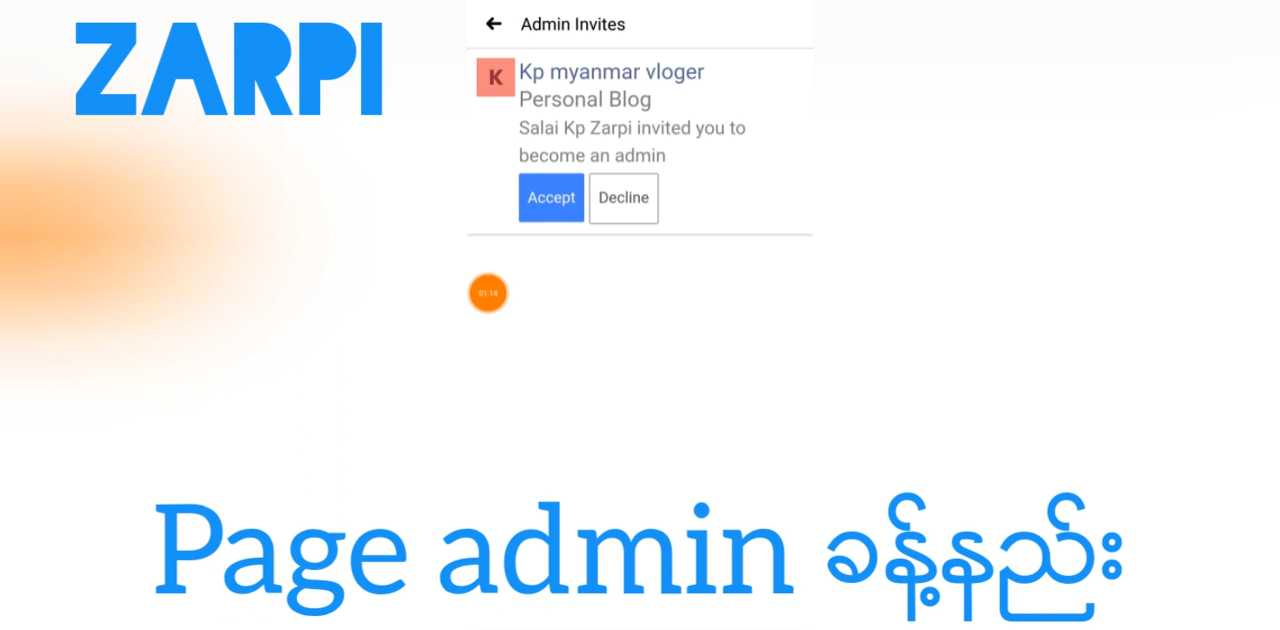 ZARPI
Admin Invites
K
Kp myanmar vloger
Personal Blog
Salai Kp Zarpi invited you to
become an admin
Accept Decline
01:14
Page admin ခန့်နည်း